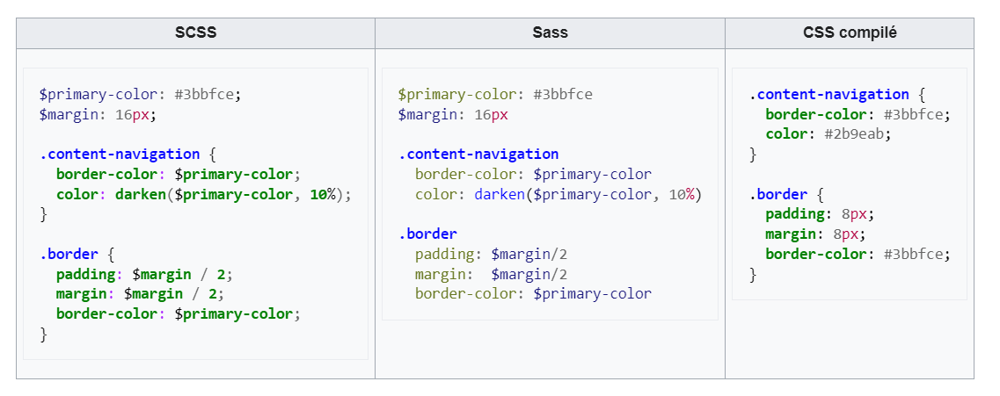 SCSS
$primary-color: #3bbfce;
$margin: 16px;
.content-navigation {
border-color: $primary-color;
color: darken($primary-color, 10%);
}
.border {
padding: $margin / 2;
margin: $margin / 2;
border-color: $primary-color;
}
Sass
$primary-color: #3bbfce
$margin: 16px
.content-navigation
border-color: $primary-color
color: darken($primary-color, 10%)
.border
padding: $margin/2
margin:  $margin/2
border-color: $primary-color
CSS compilé
.content-navigation {
border-color: #3bbfce;
color: #2b9eab;
}
.border {
padding: 8px;
margin: 8px;
border-color: #3bbfce;
}